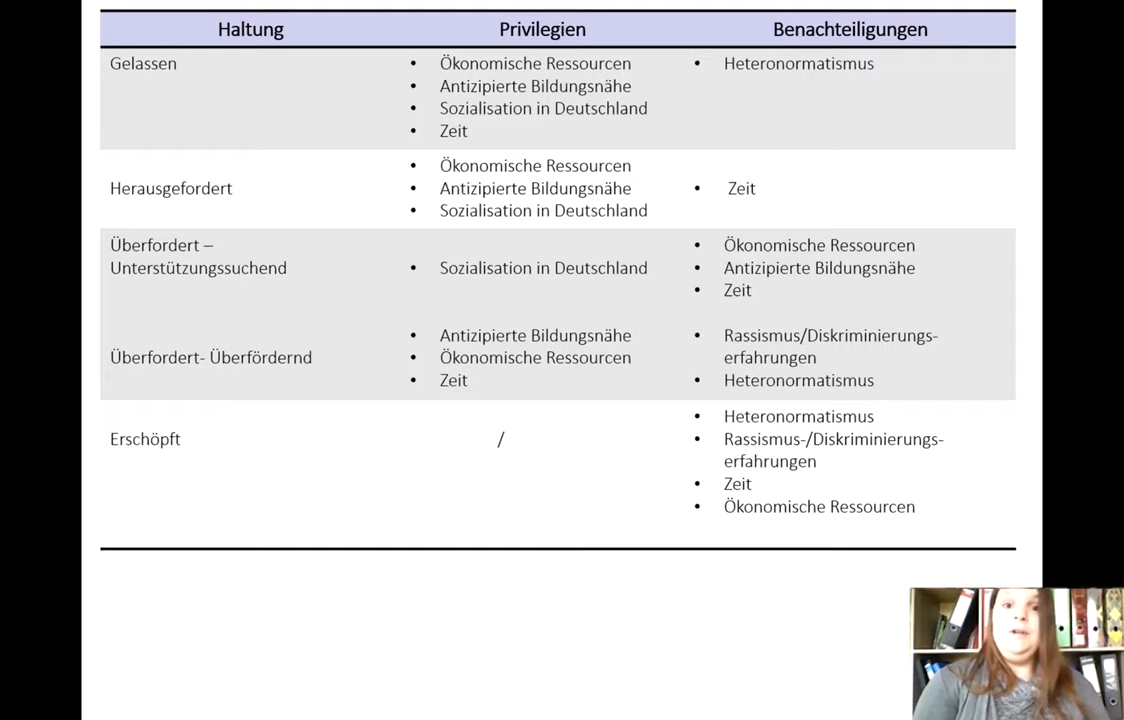 Haltung Privilegien Benachteiligungen
Gelassen
• Ökonomische Ressourcen
• Antizipierte Bildungsnähe
• Sozialisation in Deutschland
• Zeit
• Heteronormatismus
Herausgefordert
• Ökonomische Ressourcen
• Antizipierte Bildungsnähe
• Sozialisation in Deutschland
• Zeit
Überfordert –
Unterstützungssuchend
• Sozialisation in Deutschland
• Ökonomische Ressourcen
• Antizipierte Bildungsnähe
• Zeit
Überfordert- Überfördernd
• Antizipierte Bildungsnähe
• Ökonomische Ressourcen
• Zeit
• Rassismus/Diskriminierungs-
erfahrungen
• Heteronormatismus
Erschöpft
/
• Heteronormatismus
• Rassismus-/Diskriminierungs-
erfahrungen
• Zeit
• Ökonomische Ressourcen